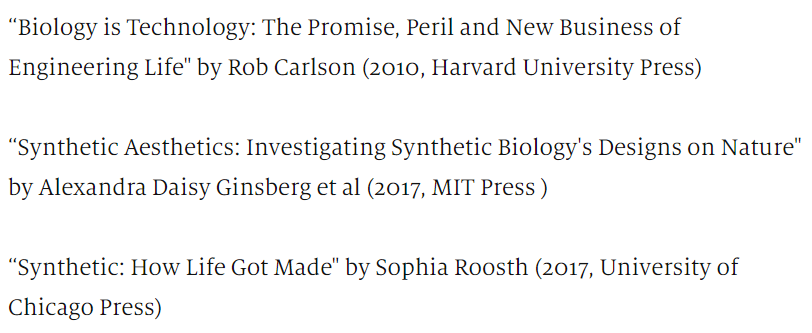 “Biology is Technology: The Promise, Peril and New Business of
Engineering Life" by Rob Carlson (2010, Harvard University Press)
“Synthetic Aesthetics: Investigating Synthetic Biology's Designs on Nature"
by Alexandra Daisy Ginsberg et al (2017, MIT Press )
“Synthetic: How Life Got Made" by Sophia Roosth (2017, University of
Chicago Press)